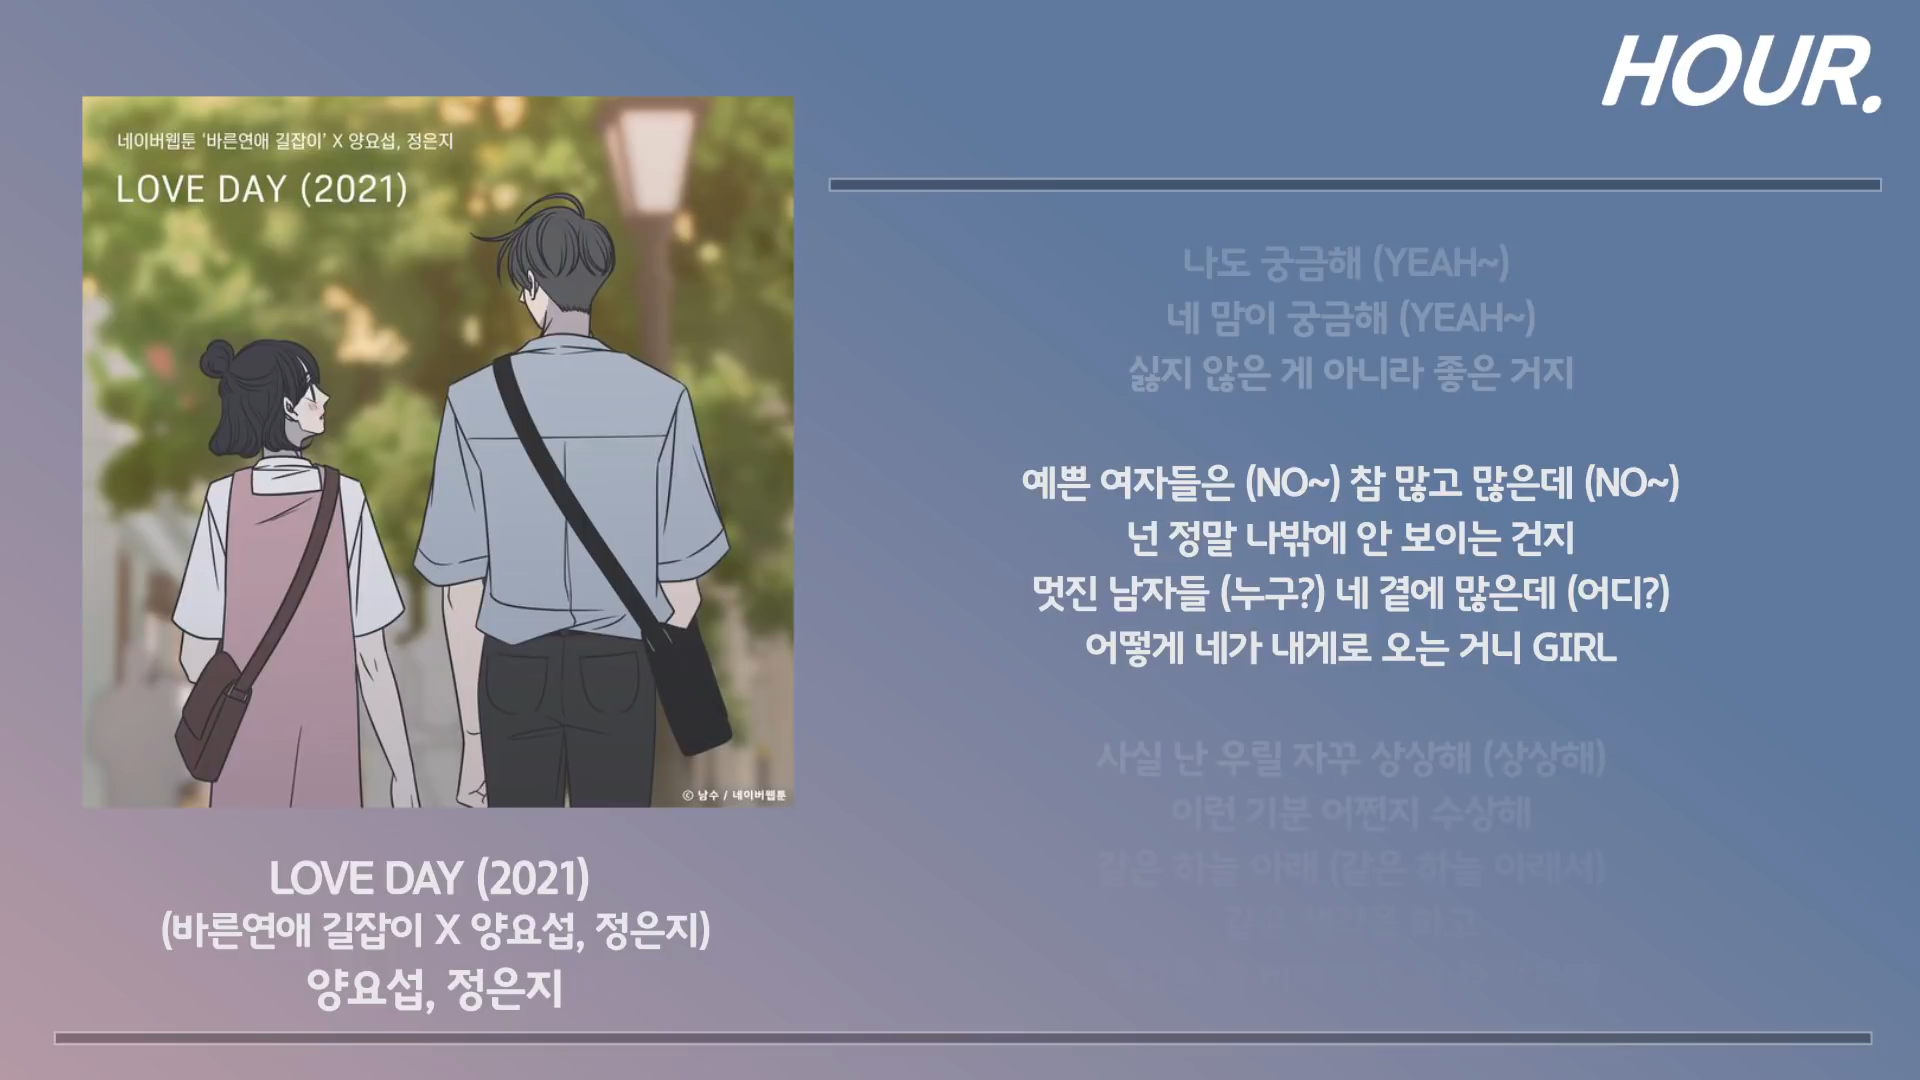 HOUR.
네이버웹툰 '바른연애 길잡이' X 양요섭, 정은지
LOVE DAY (2021)
© 남수 / 네이버웹툰
LOVE DAY (2021)
(바른연애 길잡이 X 양요섭, 정은지)
양요섭, 정은지
나도 궁금해 (YEAH~)
네 맘이 궁금해 (YEAH~)
싫지 않은 게 아니라 좋은 거지
예쁜 여자들은 (NO~) 참 많고 많은데 (NO~)
넌 정말 나밖에 안 보이는 건지
멋진 남자들 (누구?) 네 곁에 많은데 (어디?)
어떻게 네가 내게로 오는 거니 GIRL
사실 난 우릴 자꾸 상상해 (상상해)
이런 기분 어쩐지 수상해
같은 하늘 아래 (같은 하늘 아래서)
같은 생각을 하고